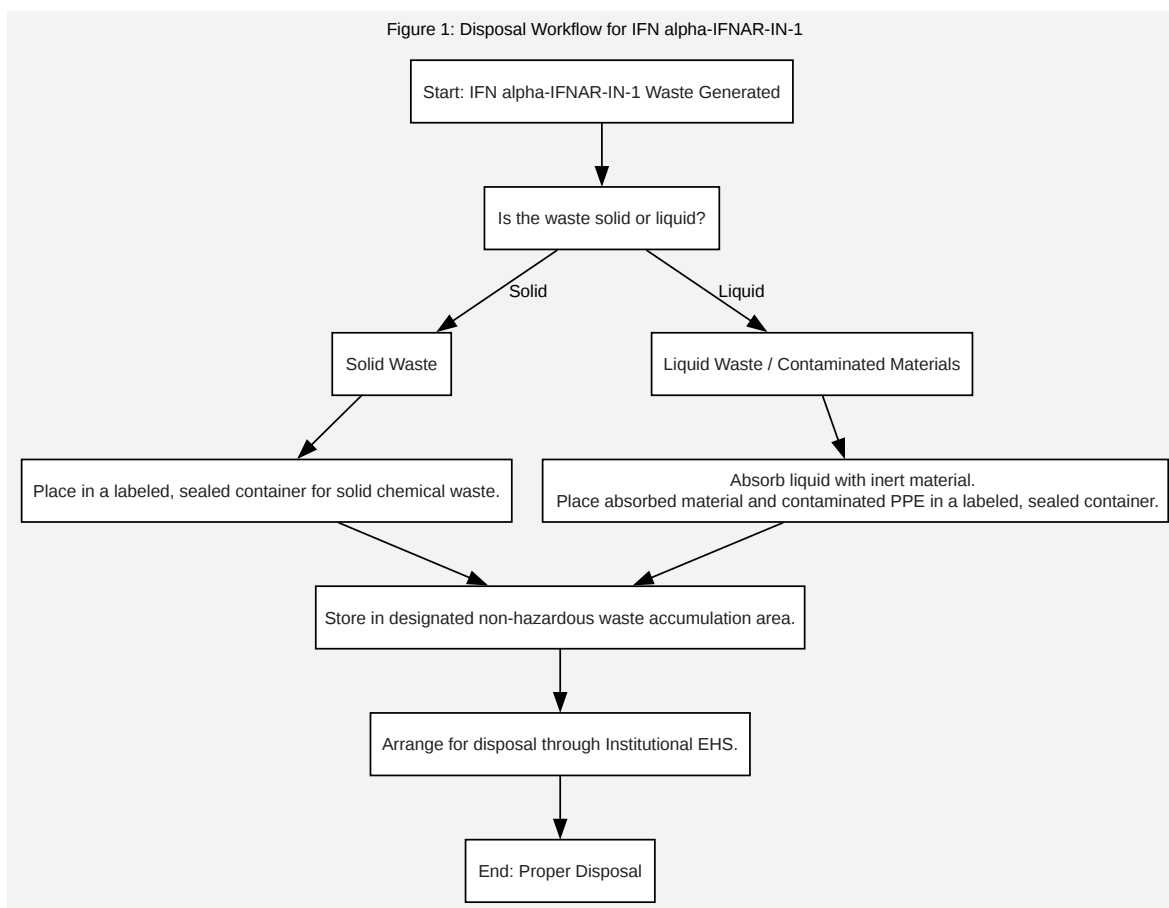 Figure 1: Disposal Workflow for IFN alpha-IFNAR-IN-1
Start: IFN alpha-IFNAR-IN-1 Waste Generated
Is the waste solid or liquid?
Solid
Liquid
Solid Waste
Liquid Waste / Contaminated Materials
Place in a labeled, sealed container for solid chemical waste.
Absorb liquid with inert material.
Place absorbed material and contaminated PPE in a labeled, sealed container.
Store in designated non-hazardous waste accumulation area.
Arrange for disposal through Institutional EHS.
End: Proper Disposal